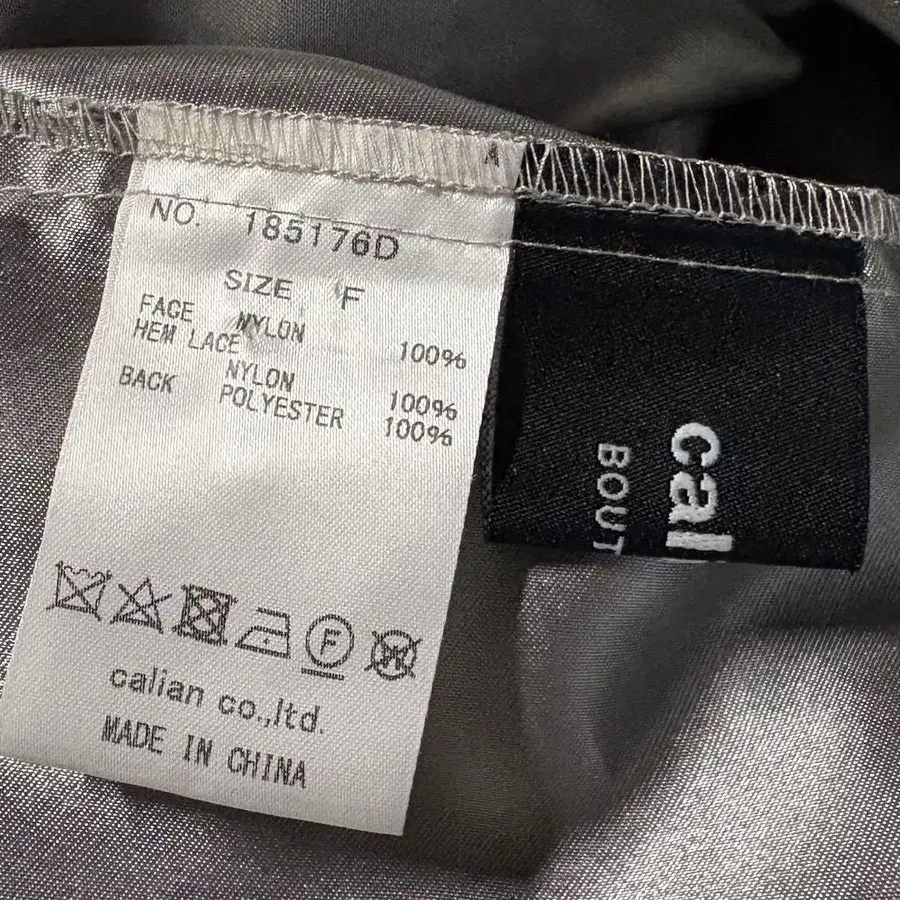 NO. 185176D
SIZE F
FACE NYLON 100%
HEM LACE
NYLON 100%
BACK POLYESTER 100%
F
W
calian co.,ltd.
MADE IN CHINA
cal
BOUT